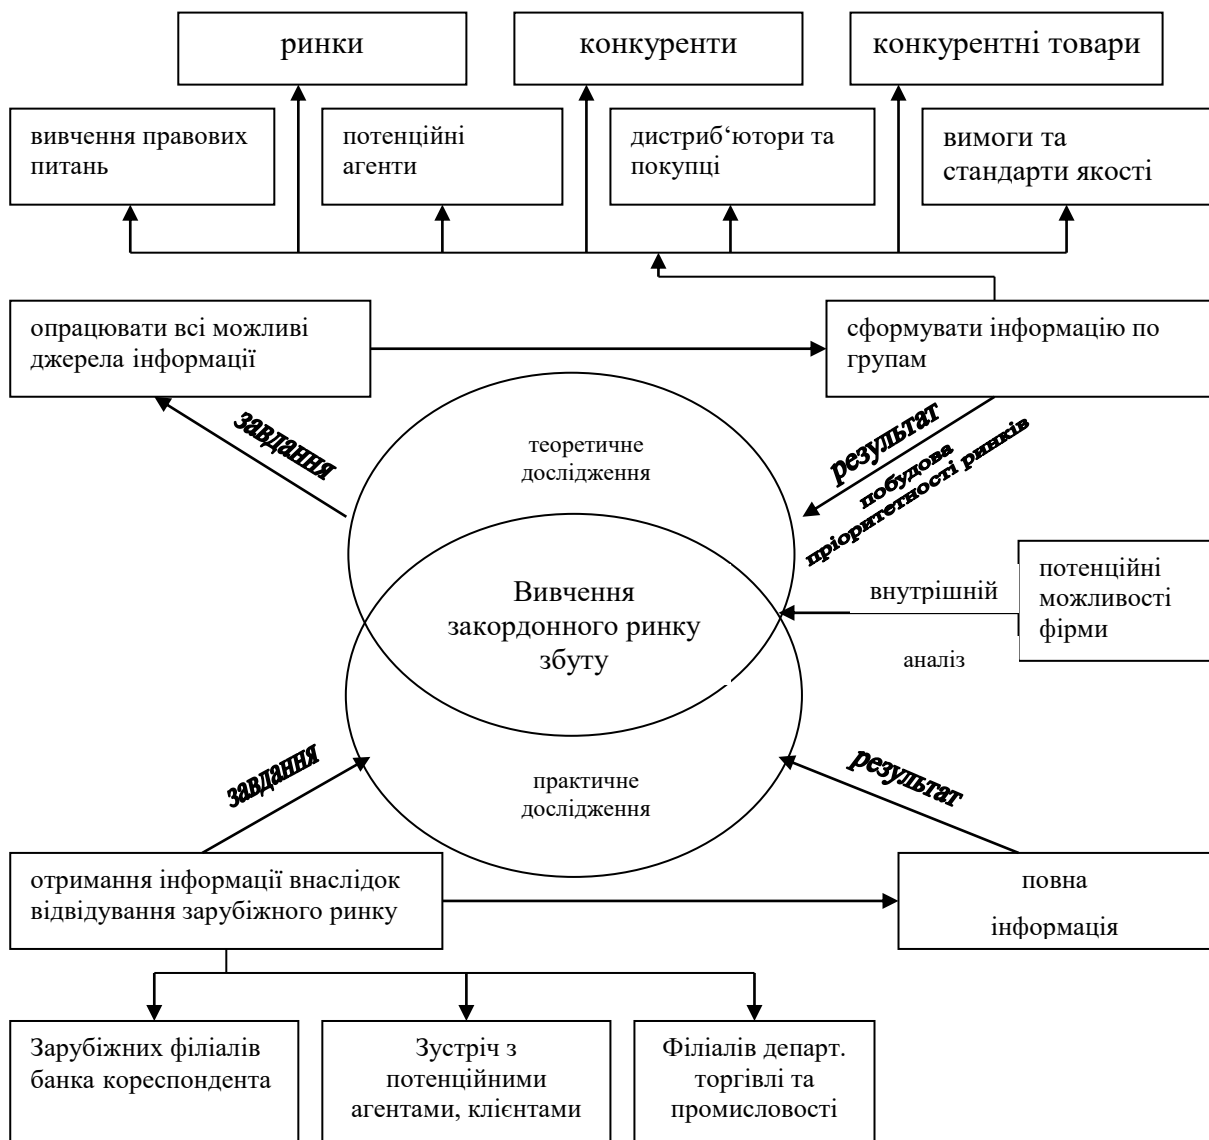 ринки
конкуренти
конкурентні товари
вивчення правових
питань
потенційні
агенти
дистриб‘ютори та
покупці
вимоги та
стандарти якості
опрацювати всі можливі
джерела інформації
сформувати інформацію по
групам
завдання
теоретичне
дослідження
результат
побудова
пріоритетності ринків
Вивчення
закордонного ринку
збуту
внутрішній
аналіз
потенційні
можливості
фірми
завдання
практичне
дослідження
результат
отримання інформації внаслідок
відвідування зарубіжного ринку
повна
інформація
Зарубіжних філіалів
банка кореспондента
Зустріч з
потенційними
агентами, клієнтами
Філіалів департ.
торгівлі та
промисловості